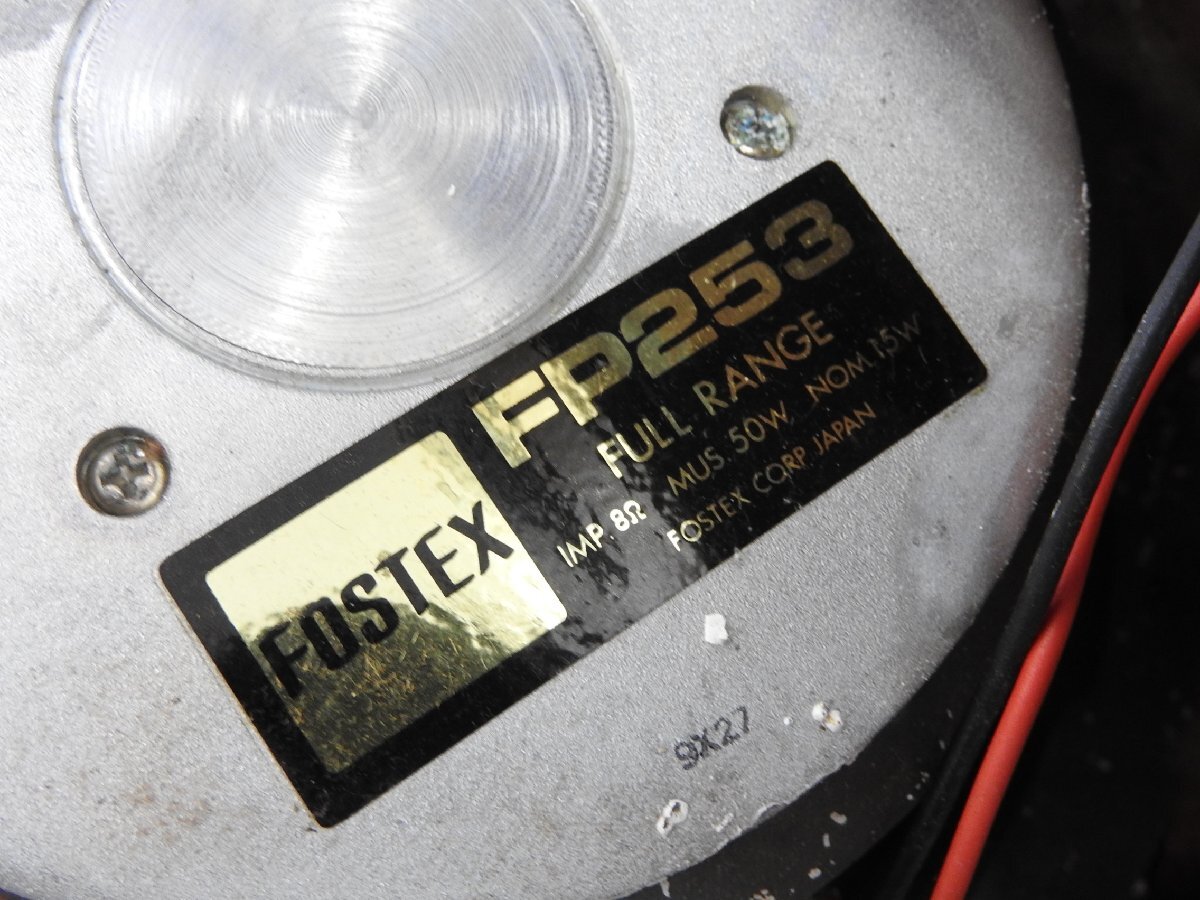 FOSTEX
FP253
FULL RANGE
IMP. 8Ω MUS. 50W NOM. 15W
FOSTEX CORP JAPAN
9X27